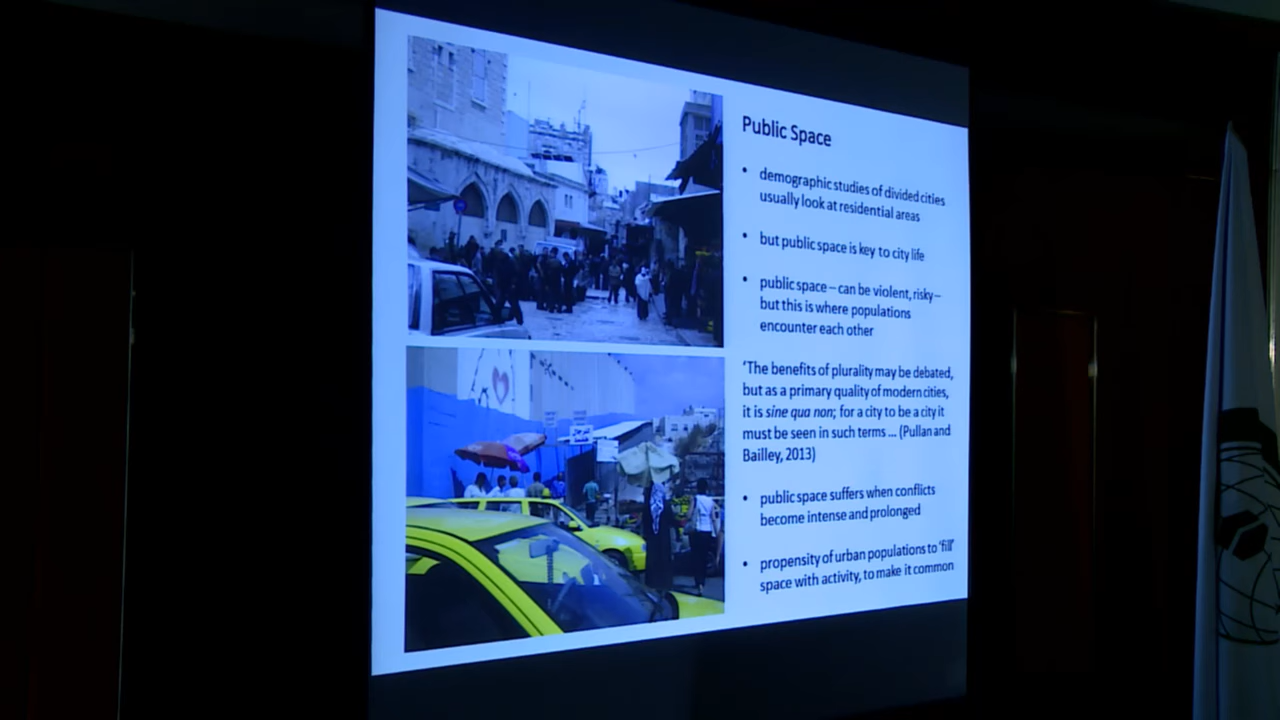 Public Space
• demographic studies of divided cities
usually look at residential areas
• but public space is key to city life
• public space – can be violent, risky –
but this is where populations
encounter each other
‘The benefits of plurality may be debated,
but as a primary quality of modern cities,
it is sine qua non; for a city to be a city it
must be seen in such terms ... (Pullan and
Bailley, 2013)
• public space suffers when conflicts
become intense and prolonged
• propensity of urban populations to ‘fill’
space with activity, to make it common